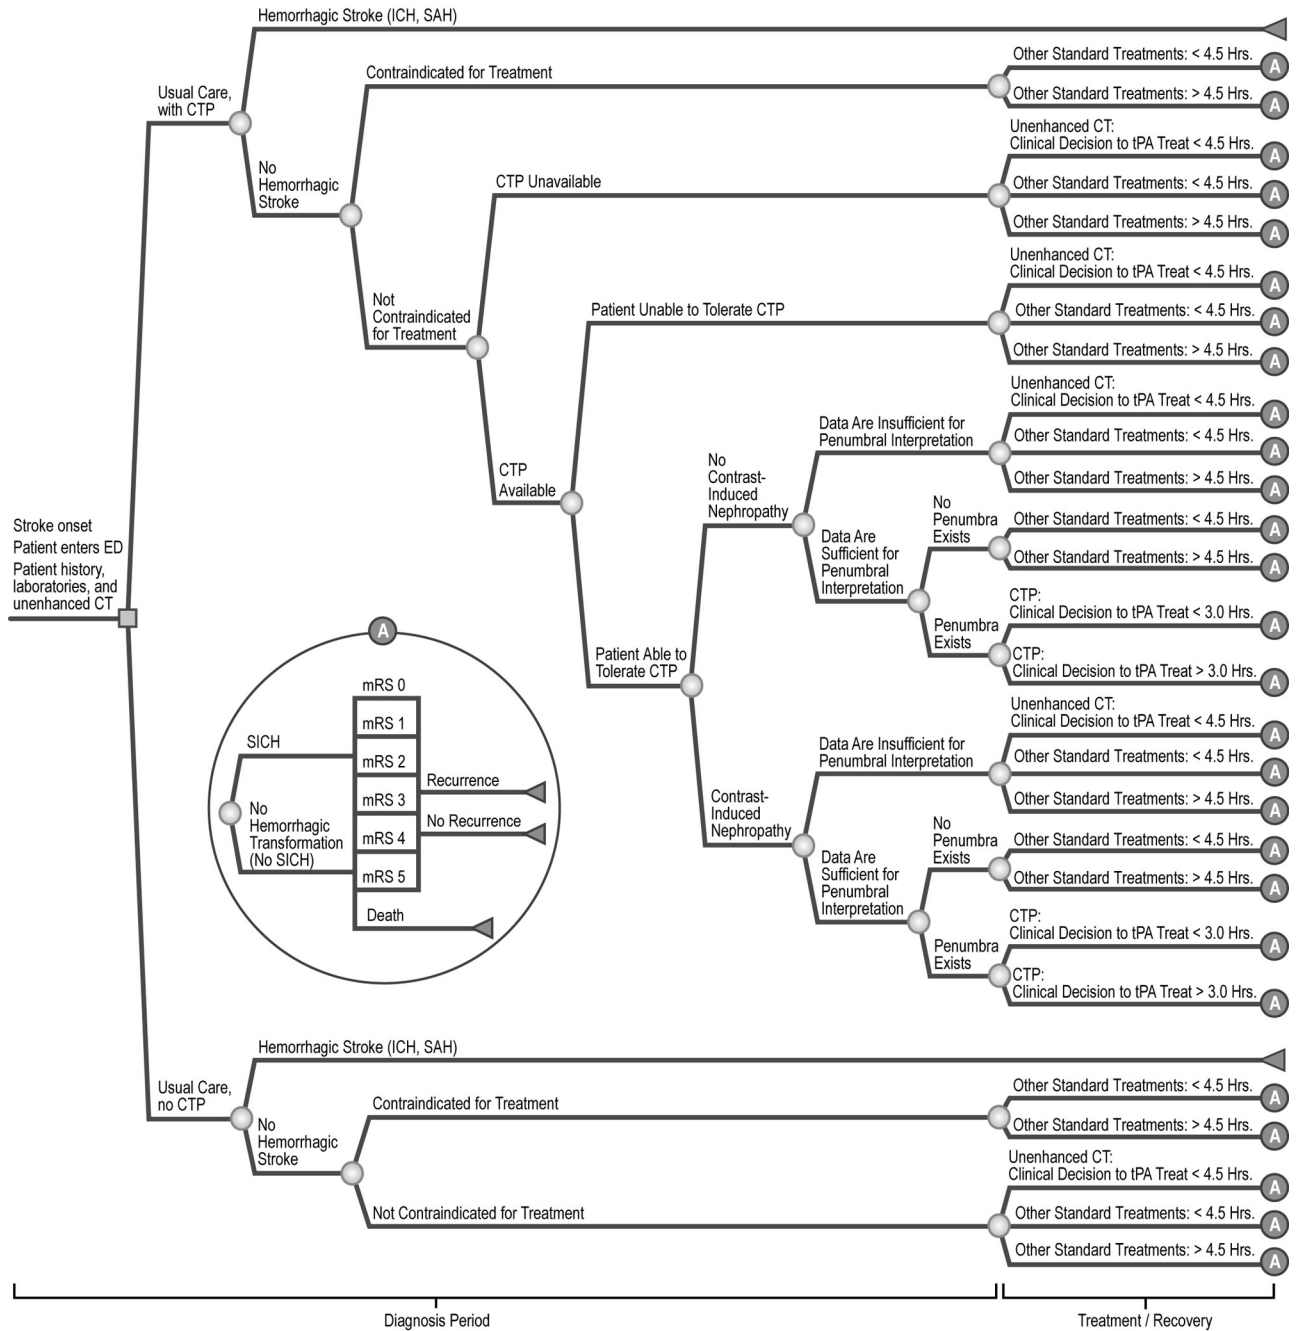 Hemorrhagic Stroke (ICH, SAH)
Other Standard Treatments: < 4.5 Hrs.
A
Contraindicated for Treatment
Other Standard Treatments: > 4.5 Hrs.
A
Usual Care,
with CTP
Unenhanced CT:
Clinical Decision to tPA Treat < 4.5 Hrs.
A
No
Hemorrhagic
Stroke
CTP Unavailable
Other Standard Treatments: < 4.5 Hrs.
A
Other Standard Treatments: > 4.5 Hrs.
A
Unenhanced CT:
Clinical Decision to tPA Treat < 4.5 Hrs.
A
Not
Contraindicated
for Treatment
Patient Unable to Tolerate CTP
Other Standard Treatments: < 4.5 Hrs.
A
Other Standard Treatments: > 4.5 Hrs.
A
Unenhanced CT:
Clinical Decision to tPA Treat < 4.5 Hrs.
A
Data Are Insufficient for
Penumbral Interpretation
Other Standard Treatments: < 4.5 Hrs.
A
Other Standard Treatments: > 4.5 Hrs.
A
CTP
Available
No
Contrast-
Induced
Nephropathy
No
Penumbra
Exists
Other Standard Treatments: < 4.5 Hrs.
A
Other Standard Treatments: > 4.5 Hrs.
A
Data Are
Sufficient for
Penumbral
Interpretation
Stroke onset
Patient enters ED
Patient history,
laboratories, and
unenhanced CT
CTP:
Clinical Decision to tPA Treat < 3.0 Hrs.
A
Penumbra
Exists
CTP:
Clinical Decision to tPA Treat > 3.0 Hrs.
A
Patient Able to
Tolerate CTP
A
mRS 0
mRS 1
mRS 2
mRS 3
mRS 4
mRS 5
SICH
No
Hemorrhagic
Transformation
(No SICH)
Recurrence
No Recurrence
Death
Unenhanced CT:
Clinical Decision to tPA Treat < 4.5 Hrs.
A
Data Are Insufficient for
Penumbral Interpretation
Other Standard Treatments: < 4.5 Hrs.
A
Other Standard Treatments: > 4.5 Hrs.
A
Contrast-
Induced
Nephropathy
No
Penumbra
Exists
Other Standard Treatments: < 4.5 Hrs.
A
Other Standard Treatments: > 4.5 Hrs.
A
Data Are
Sufficient for
Penumbral
Interpretation
CTP:
Clinical Decision to tPA Treat < 3.0 Hrs.
A
Penumbra
Exists
CTP:
Clinical Decision to tPA Treat > 3.0 Hrs.
A
Hemorrhagic Stroke (ICH, SAH)
Usual Care,
no CTP
Other Standard Treatments: < 4.5 Hrs.
A
Contraindicated for Treatment
Other Standard Treatments: > 4.5 Hrs.
A
No
Hemorrhagic
Stroke
Unenhanced CT:
Clinical Decision to tPA Treat < 4.5 Hrs.
A
Not Contraindicated for Treatment
Other Standard Treatments: < 4.5 Hrs.
A
Other Standard Treatments: > 4.5 Hrs.
A
Diagnosis Period
Treatment / Recovery